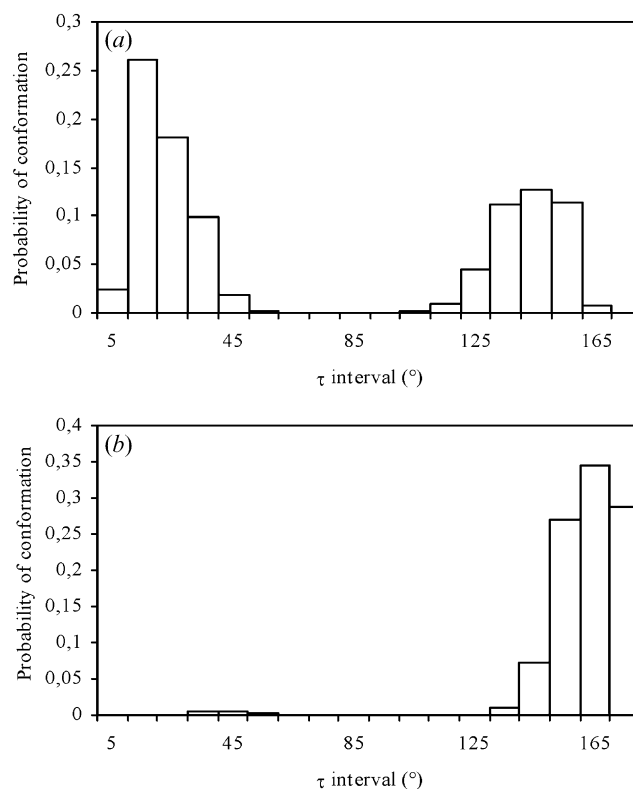 (a)
Probability of conformation
0,3
0,25
0,2
0,15
0,1
0,05
0
5 45 85 125 165
τ interval (°)
(b)
Probability of conformation
0,4
0,35
0,3
0,25
0,2
0,15
0,1
0,05
0
5 45 85 125 165
τ interval (°)